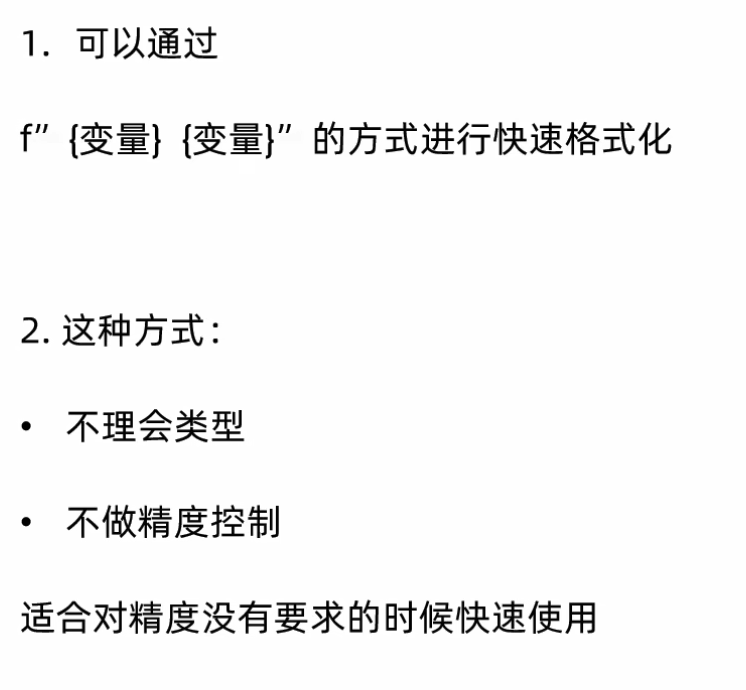 1. 可以通过
f” {变量} {变量}” 的方式进行快速格式化
2. 这种方式：
• 不理会类型
• 不做精度控制
适合对精度没有要求的时候快速使用